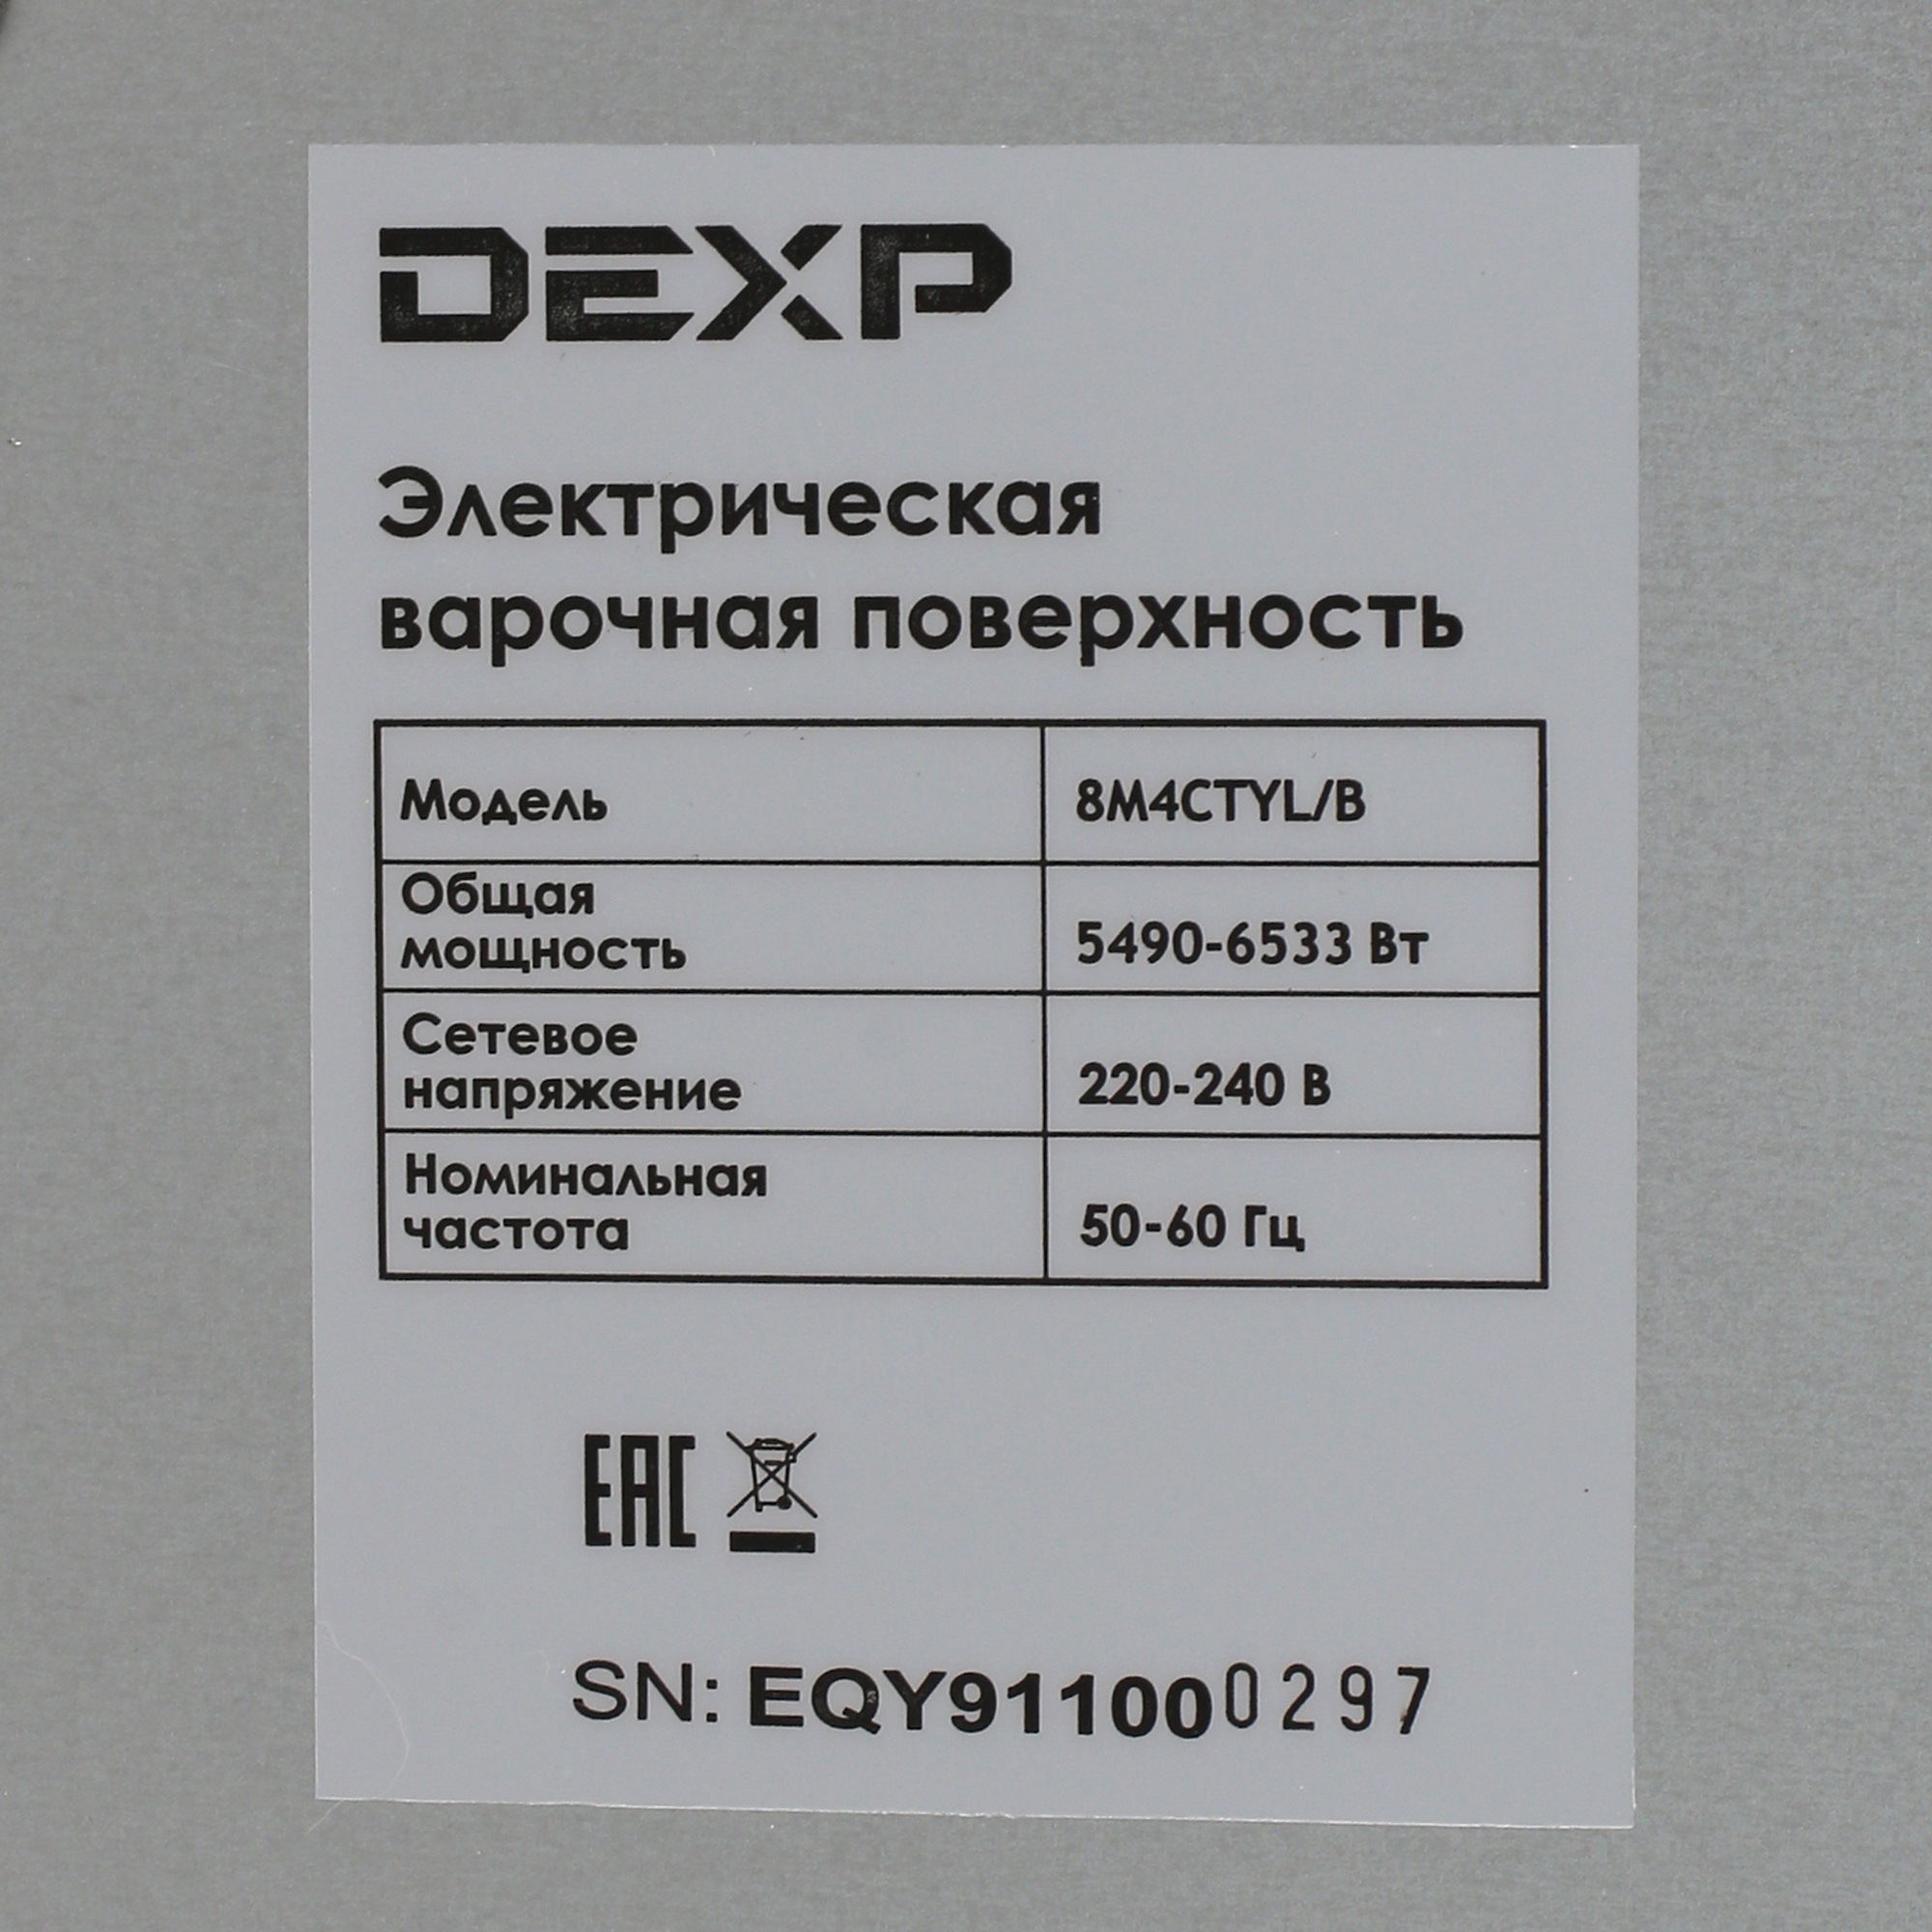 DEXP
Электрическая
варочная поверхность
Модель 8M4CTYL/B
Общая
мощность 5490-6533 Вт
Сетевое
напряжение 220-240 В
Номинальная
частота 50-60 Гц
EAC
SN: EQY911000297